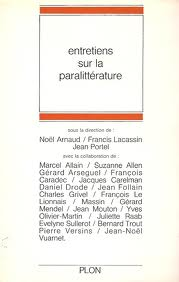 entretiens
sur la
paralittérature
sous la direction de :
Noël Arnaud / Francis Lacassin
Jean Portel
avec la collaboration de :
Marcel Allain / Suzanne Allen
Gérard Arseguel / François
Caradec / Jacques Carelman
Daniel Drode / Jean Follain
Charles Grivel / François Le
Lionnais / Massin / Gérard
Mendel / Jean Mouton / Yves
Olivier-Martin / Juliette Raab
Evelyne Sullerot / Bernard Trout
Pierre Versins / Jean-Noël
Vuarnet.
PLON